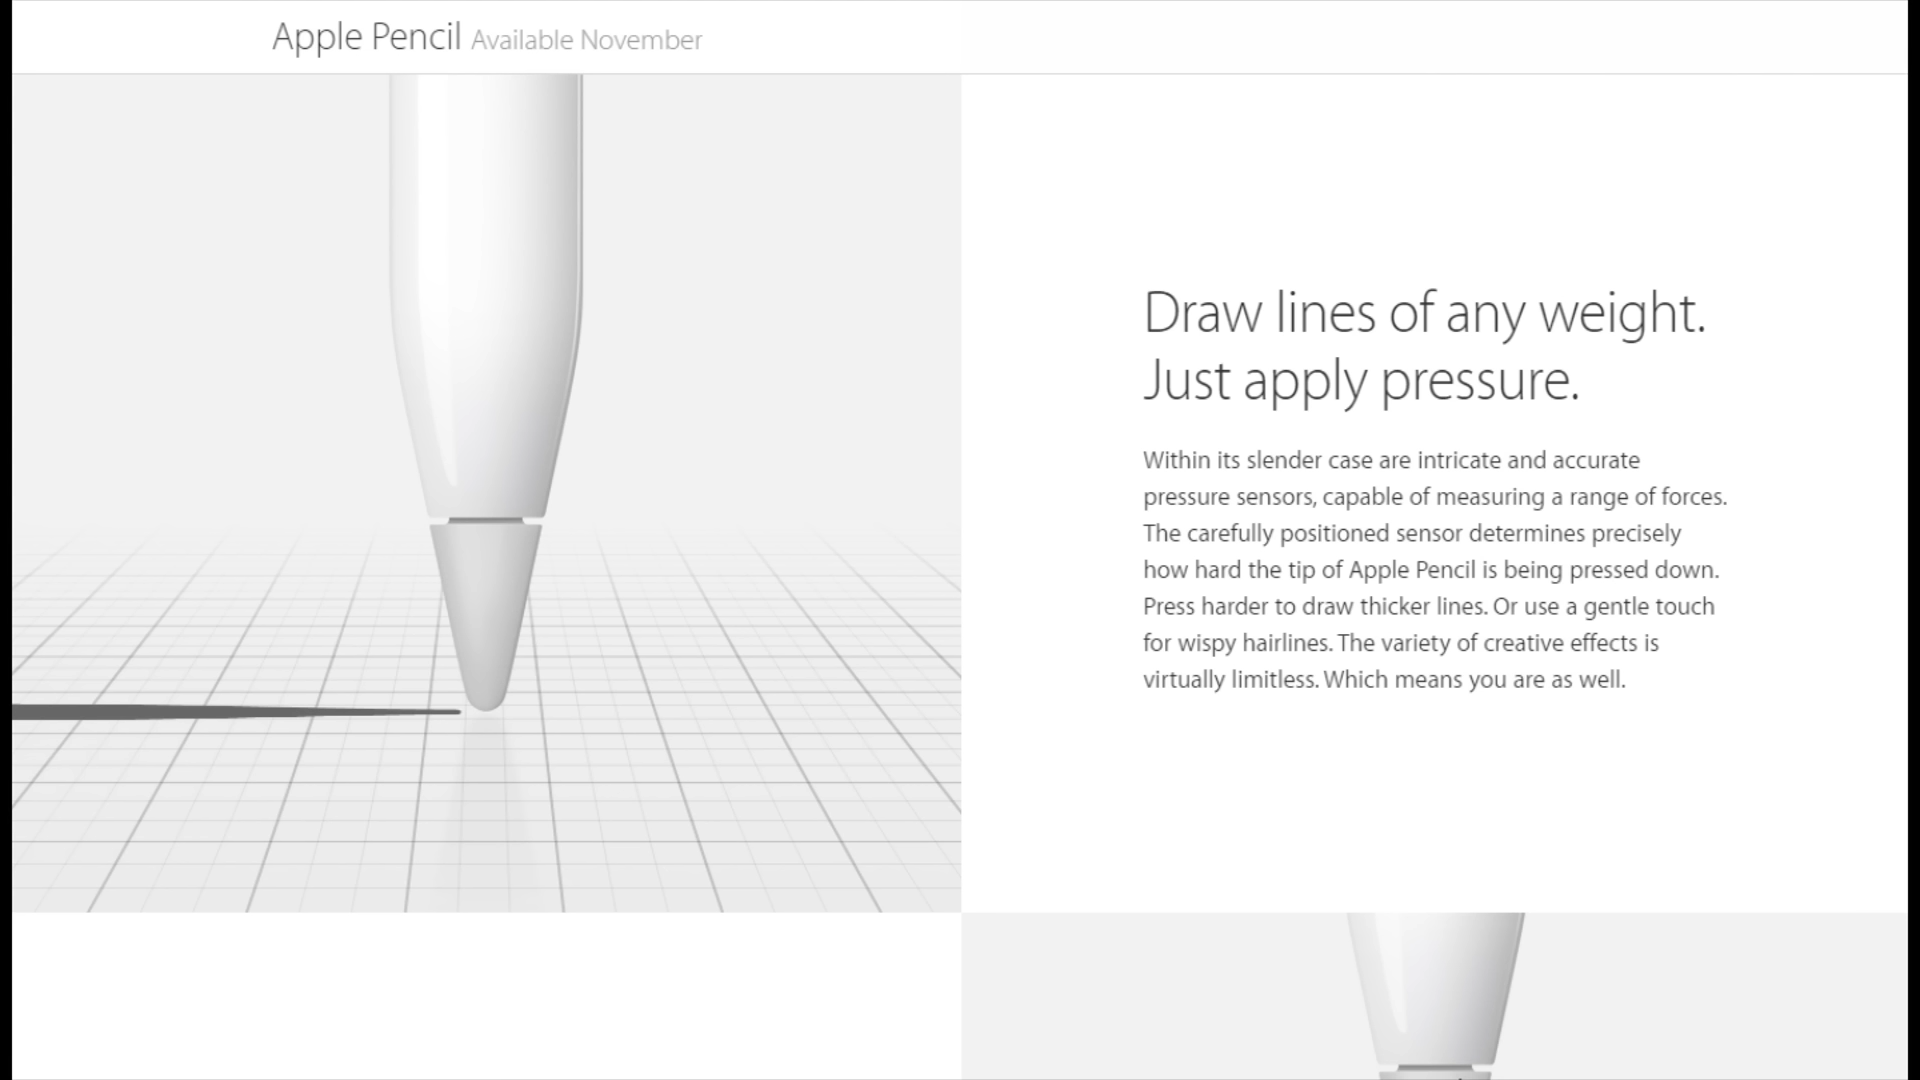 Apple Pencil Available November
Draw lines of any weight.
Just apply pressure.
Within its slender case are intricate and accurate
pressure sensors, capable of measuring a range of forces.
The carefully positioned sensor determines precisely
how hard the tip of Apple Pencil is being pressed down.
Press harder to draw thicker lines. Or use a gentle touch
for wispy hairlines. The variety of creative effects is
virtually limitless. Which means you are as well.